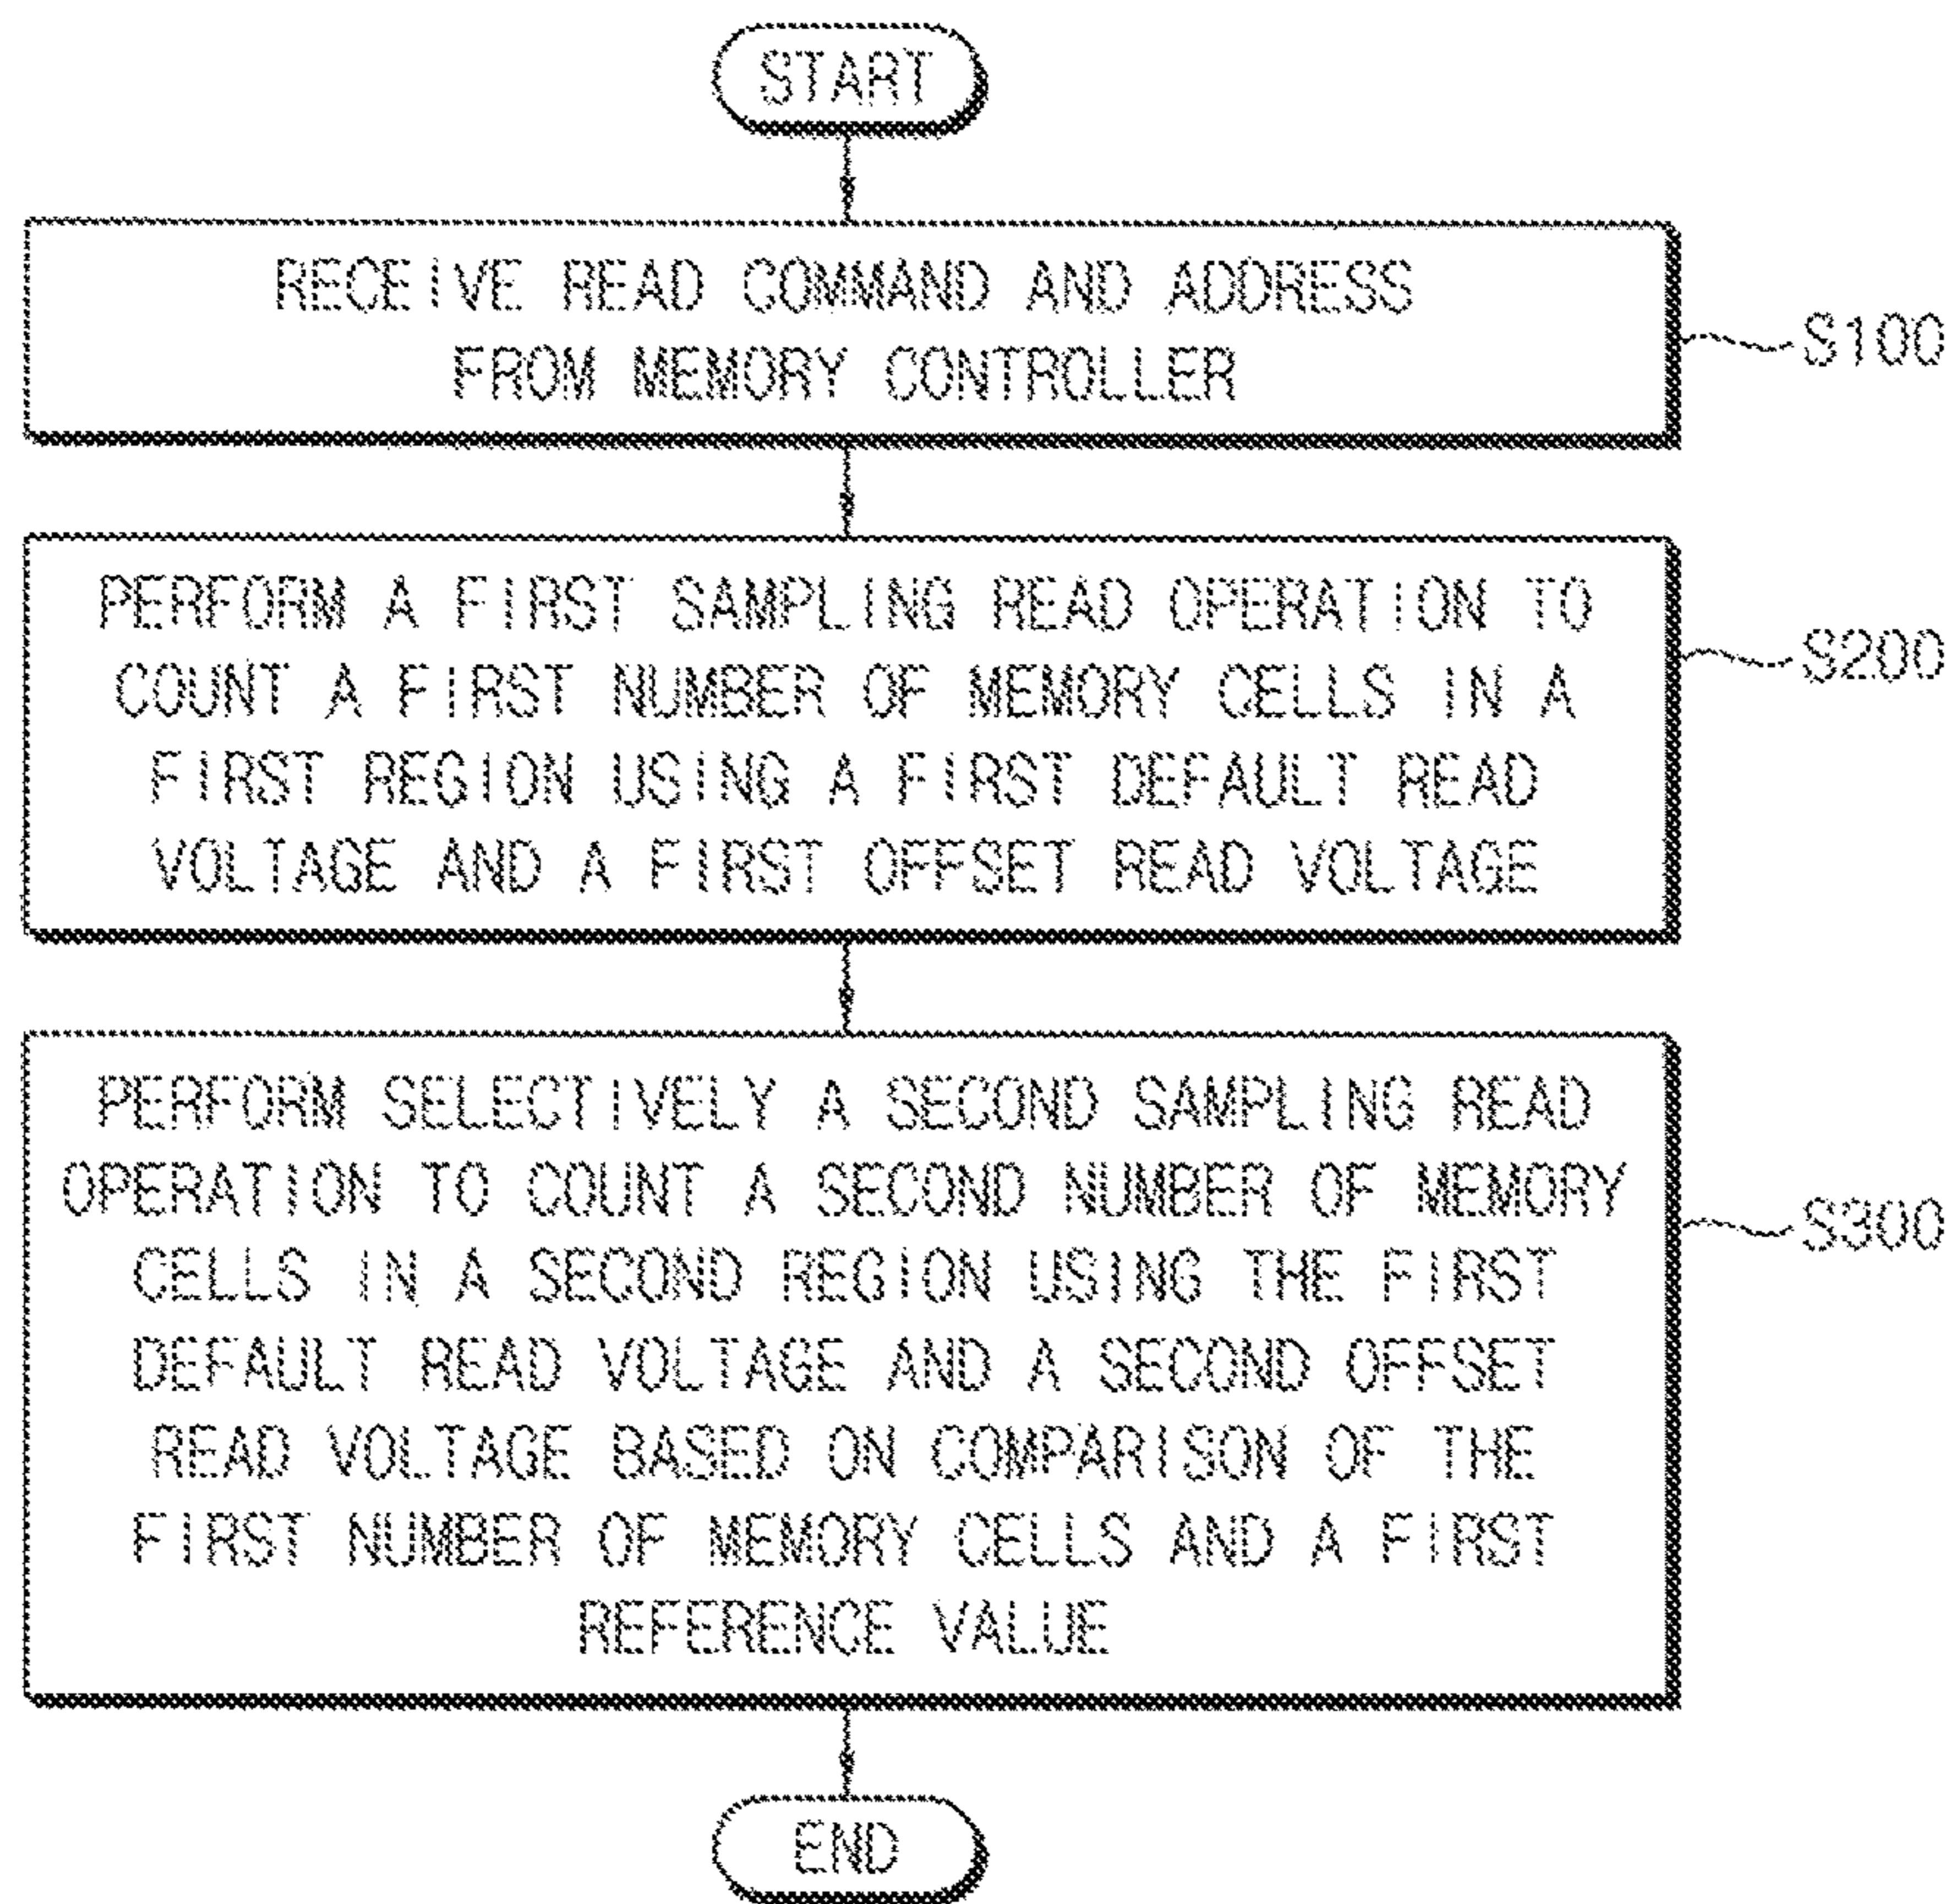 START
RECEIVE READ COMMAND AND ADDRESS
FROM MEMORY CONTROLLER
S100
PERFORM A FIRST SAMPLING READ OPERATION TO
COUNT A FIRST NUMBER OF MEMORY CELLS IN A
FIRST REGION USING A FIRST DEFAULT READ
VOLTAGE AND A FIRST OFFSET READ VOLTAGE
S200
PERFORM SELECTIVELY A SECOND SAMPLING READ
OPERATION TO COUNT A SECOND NUMBER OF MEMORY
CELLS IN A SECOND REGION USING THE FIRST
DEFAULT READ VOLTAGE AND A SECOND OFFSET
READ VOLTAGE BASED ON COMPARISON OF THE
FIRST NUMBER OF MEMORY CELLS AND A FIRST
REFERENCE VALUE
S300
END